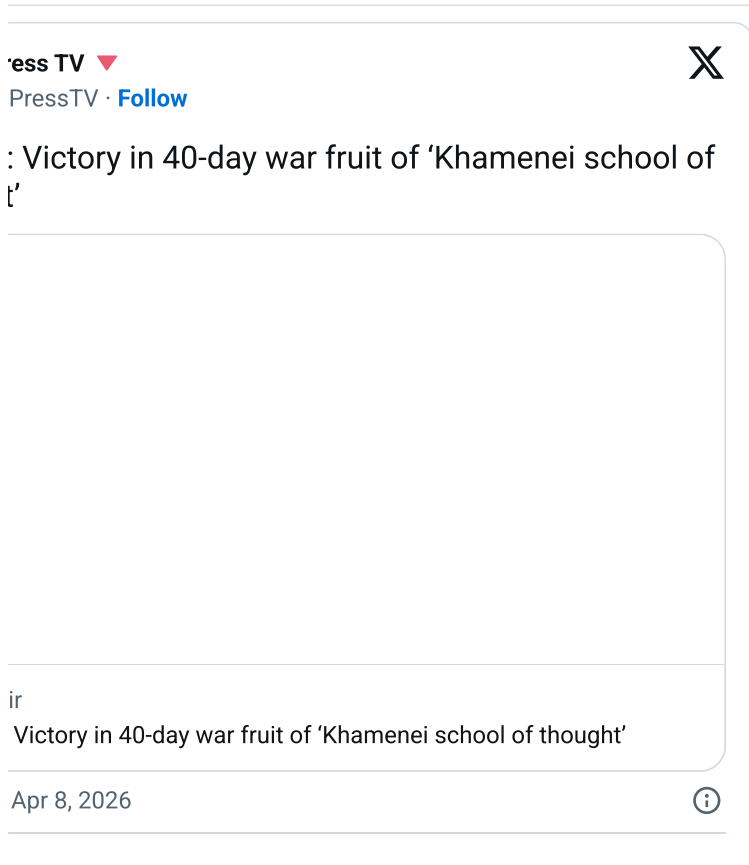 ress TV
PressTV · Follow
: Victory in 40-day war fruit of ‘Khamenei school of
t’
ir
Victory in 40-day war fruit of ‘Khamenei school of thought’
Apr 8, 2026